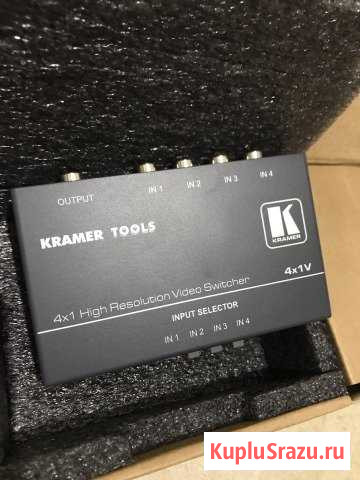 OUTPUT IN 1 IN 2 IN 3 IN 4
KRAMER TOOLS
K
KRAMER
4x1 High Resolution Video Switcher
4x1V
INPUT SELECTOR
IN 1 IN 2 IN 3 IN 4
KupluSrazu.ru